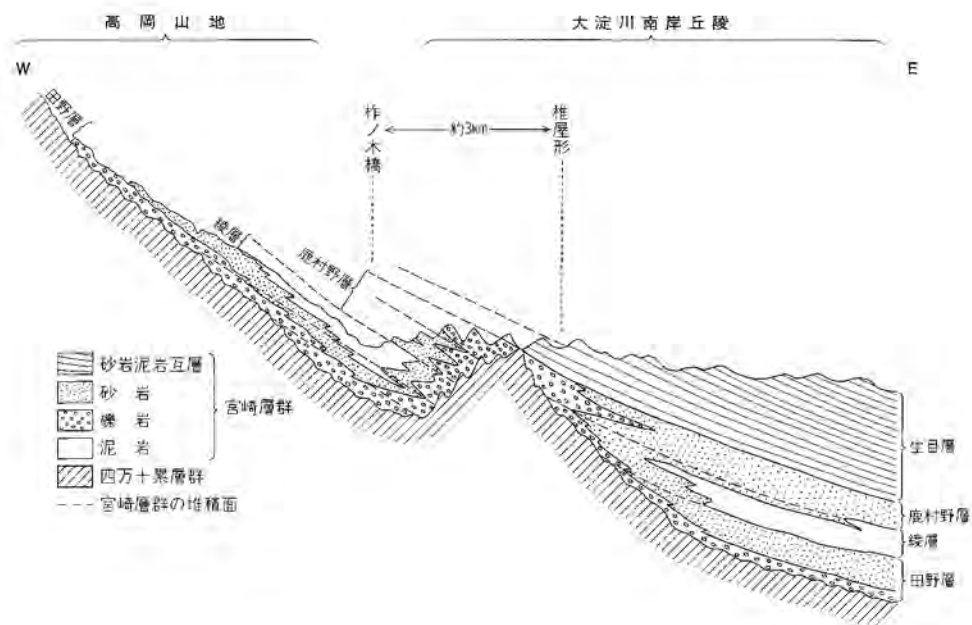 高岡山地
大淀川南岸丘陵
W
E
田野層
柞ノ木橋
約3km
椎屋形
綾層
鹿村野層
砂岩泥岩互層
砂岩
礫岩
泥岩
宮崎層群
四万十累層群
宮崎層群の堆積面
生目層
鹿村野層
綾層
田野層